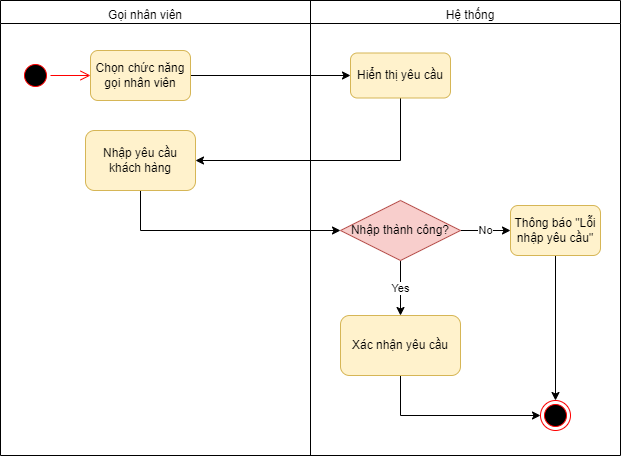 Gọi nhân viên
Hệ thống
Chọn chức năng
gọi nhân viên
Hiển thị yêu cầu
Nhập yêu cầu
khách hàng
Nhập thành công?
No
Thông báo "Lỗi
nhập yêu cầu"
Yes
Xác nhận yêu cầu